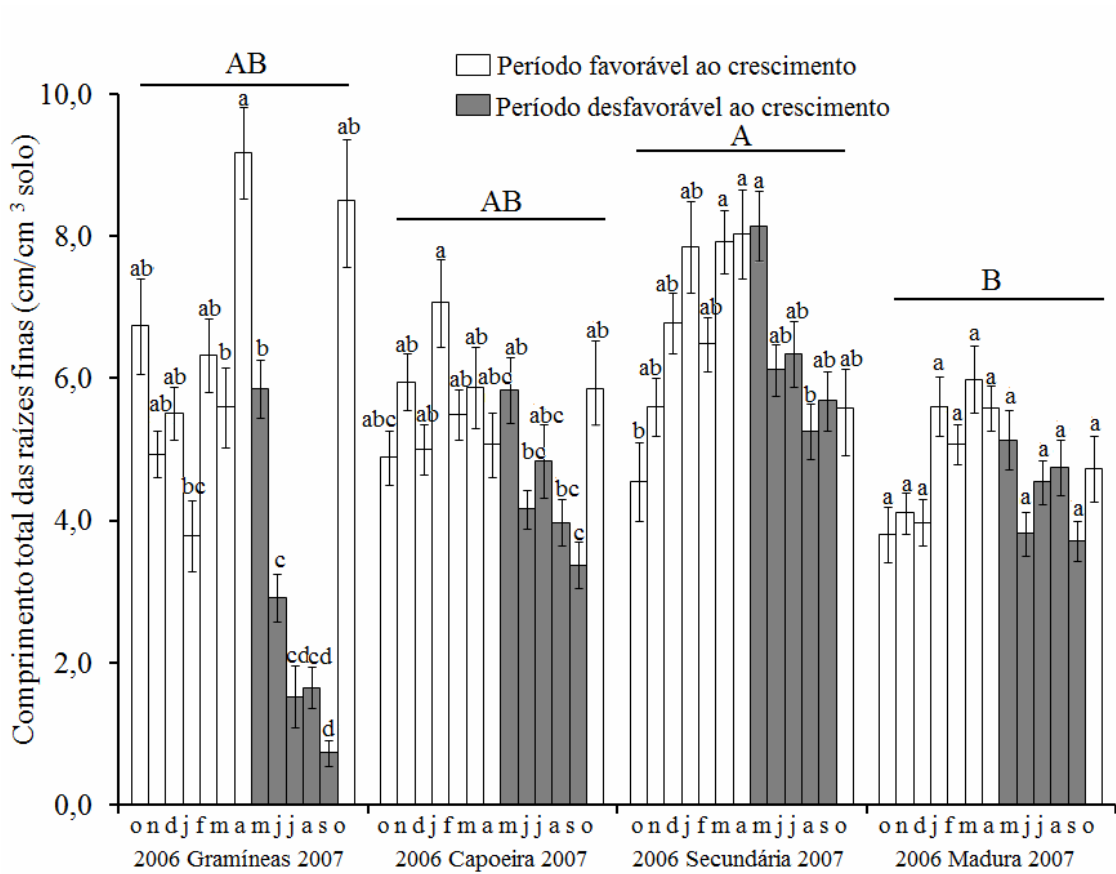 Período favorável ao crescimento
Período desfavorável ao crescimento
Comprimento total das raízes finas (cm/cm ³ solo)
10,0
8,0
6,0
4,0
2,0
0,0
AB
AB
A
B
ab ab ab bc ab b a b c cd cd d ab
abc ab ab a ab ab abc abc bc abc bc c ab
b ab ab ab ab a a a ab ab b ab ab
a a a a a a a a a a a a a
o n d j f m a m j j a s o
o n d j f m a m j j a s o
o n d j f m a m j j a s o
o n d j f m a m j j a s o
2006 Gramíneas 2007
2006 Capoeira 2007
2006 Secundária 2007
2006 Madura 2007